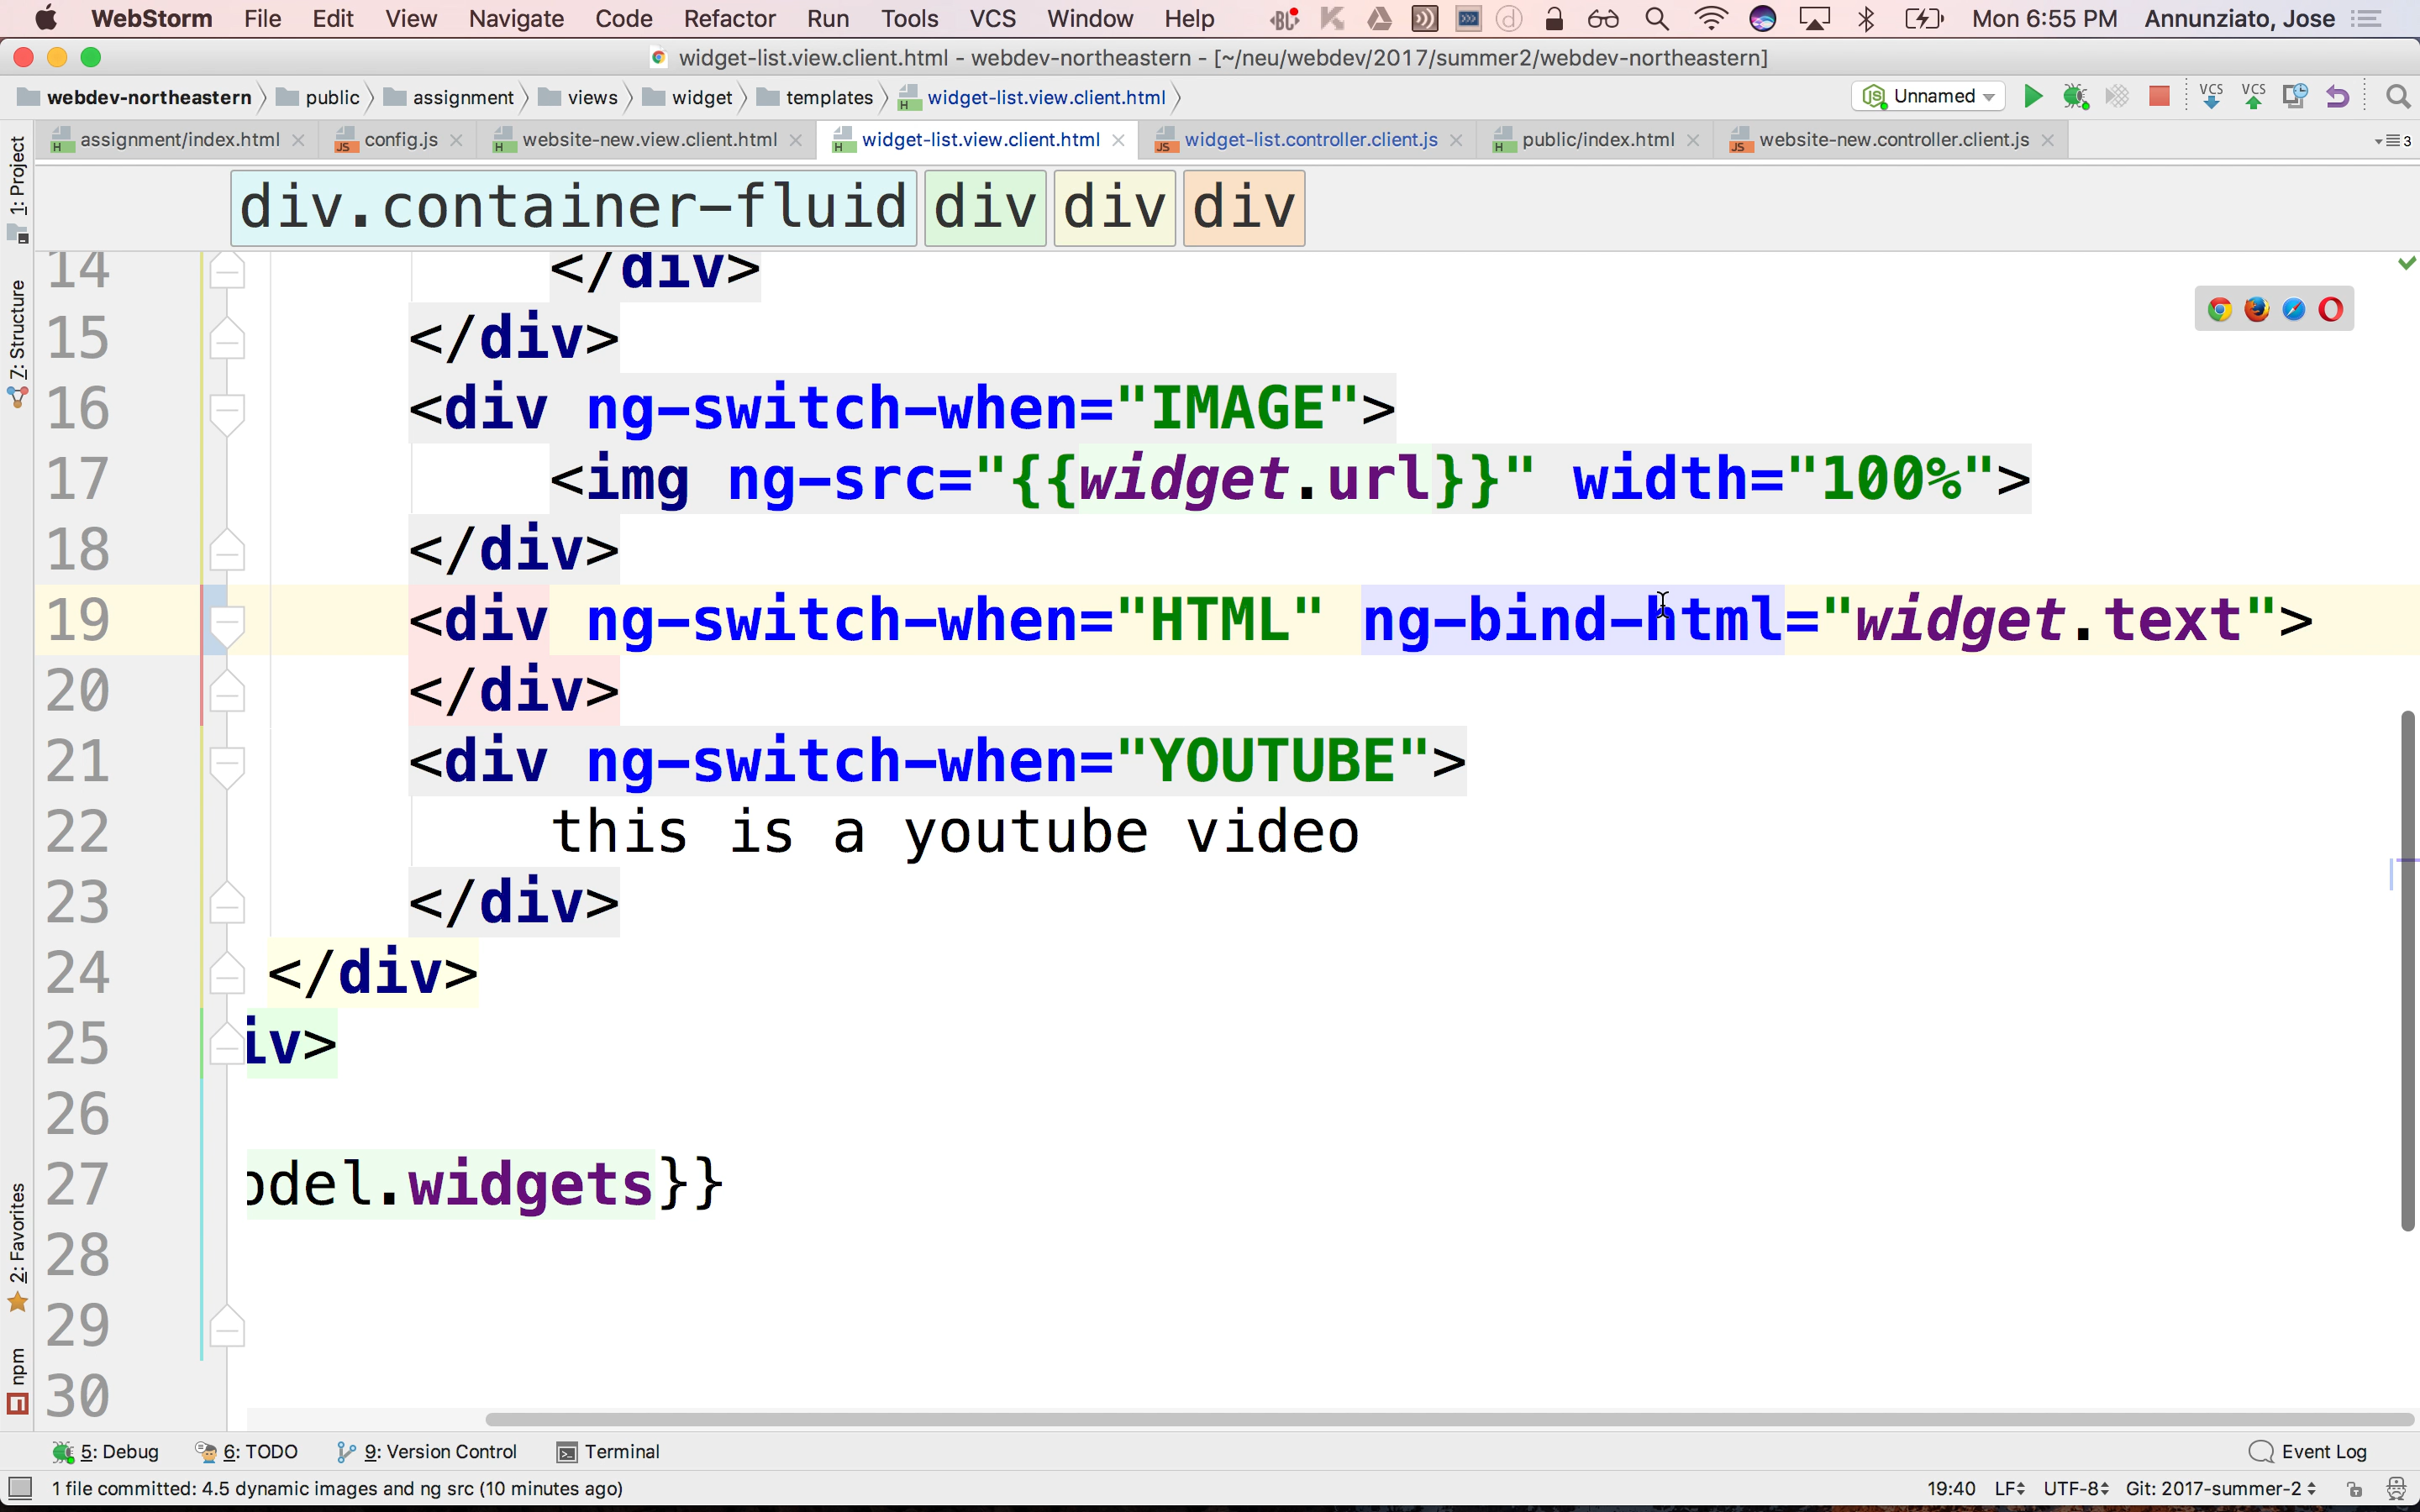 WebStorm File Edit View Navigate Code Refactor Run Tools VCS Window Help Mon 6:55 PM Annunziato, Jose
widget-list.view.client.html - webdev-northeastern - [~/neu/webdev/2017/summer2/webdev-northeastern]
webdev-northeastern public assignment views widget templates widget-list.view.client.html Unnamed VCS VCS
assignment/index.html config.js website-new.view.client.html widget-list.view.client.html widget-list.controller.client.js public/index.html website-new.controller.client.js 3
div.container-fluid div div div
1: Project
7: Structure
2: Favorites
npm
14 </div>
15 </div>
16 <div ng-switch-when="IMAGE">
17 <img ng-src="{{widget.url}}" width="100%">
18 </div>
19 <div ng-switch-when="HTML" ng-bind-html="widget.text">
20 </div>
21 <div ng-switch-when="YOUTUBE">
22 this is a youtube video
23 </div>
24 </div>
25 iv>
26
27 odel.widgets}}
28
29
30
5: Debug 6: TODO 9: Version Control Terminal Event Log
1 file committed: 4.5 dynamic images and ng src (10 minutes ago) 19:40 LF UTF-8 Git: 2017-summer-2